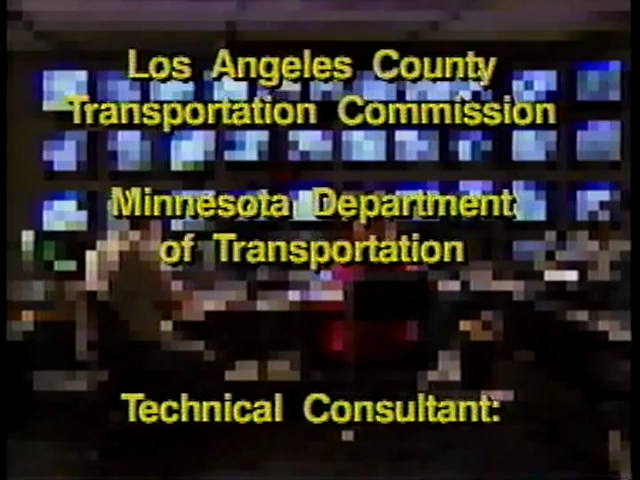 Los Angeles County
Transportation Commission
Minnesota Department
of Transportation
Technical Consultant: